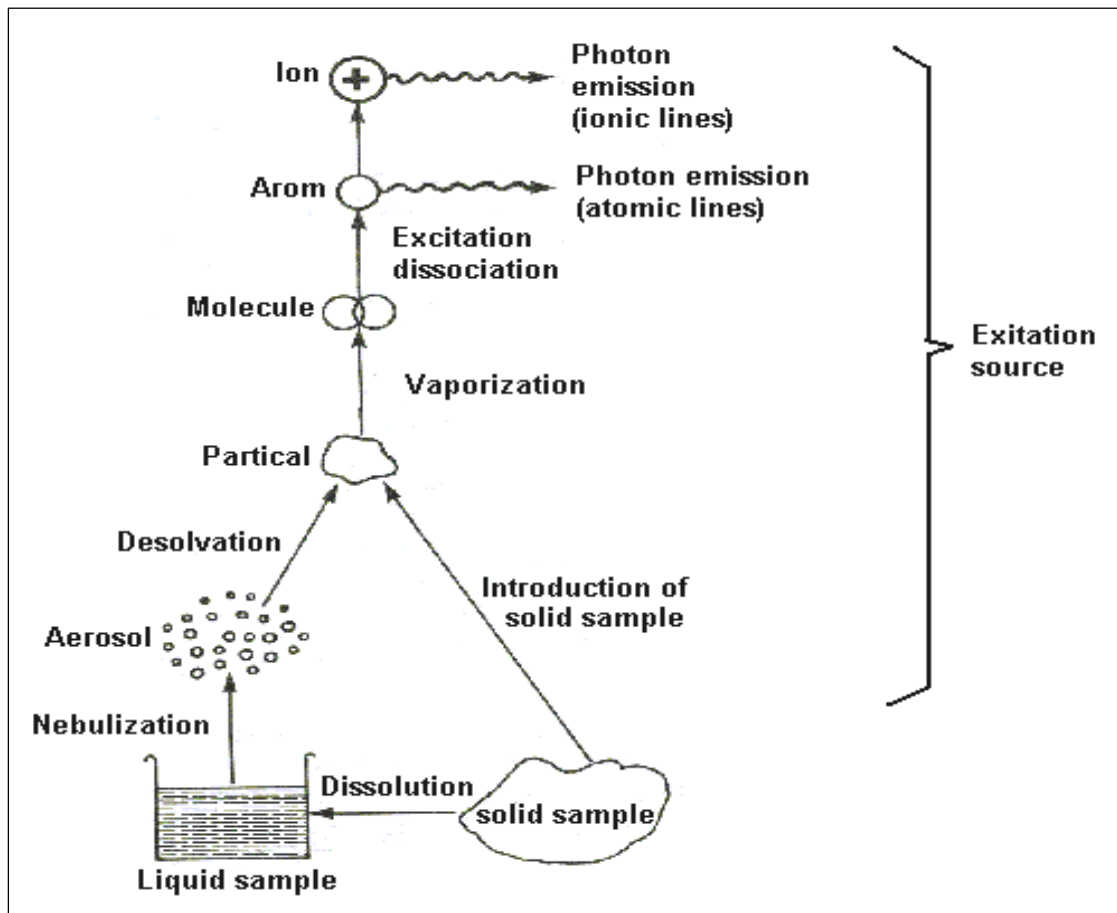 Ion
Photon
emission
(ionic lines)
Arom
Photon emission
(atomic lines)
Excitation
dissociation
Molecule
Exitation
source
Vaporization
Partical
Desolvation
Introduction of
solid sample
Aerosol
Nebulization
Dissolution
solid sample
Liquid sample